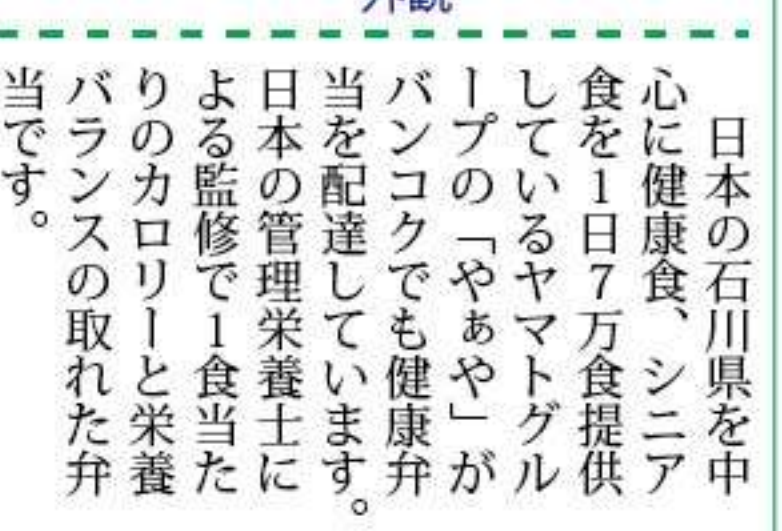 外観
日本の石川県を中
心に健康食、シニア
食を1日7万食提供
しているヤマトグル
ープの「やぁや」が
バンコクでも健康弁
当を配達しています。
日本の管理栄養士に
よる監修で1食当た
りのカロリーと栄養
バランスの取れた弁
当です。